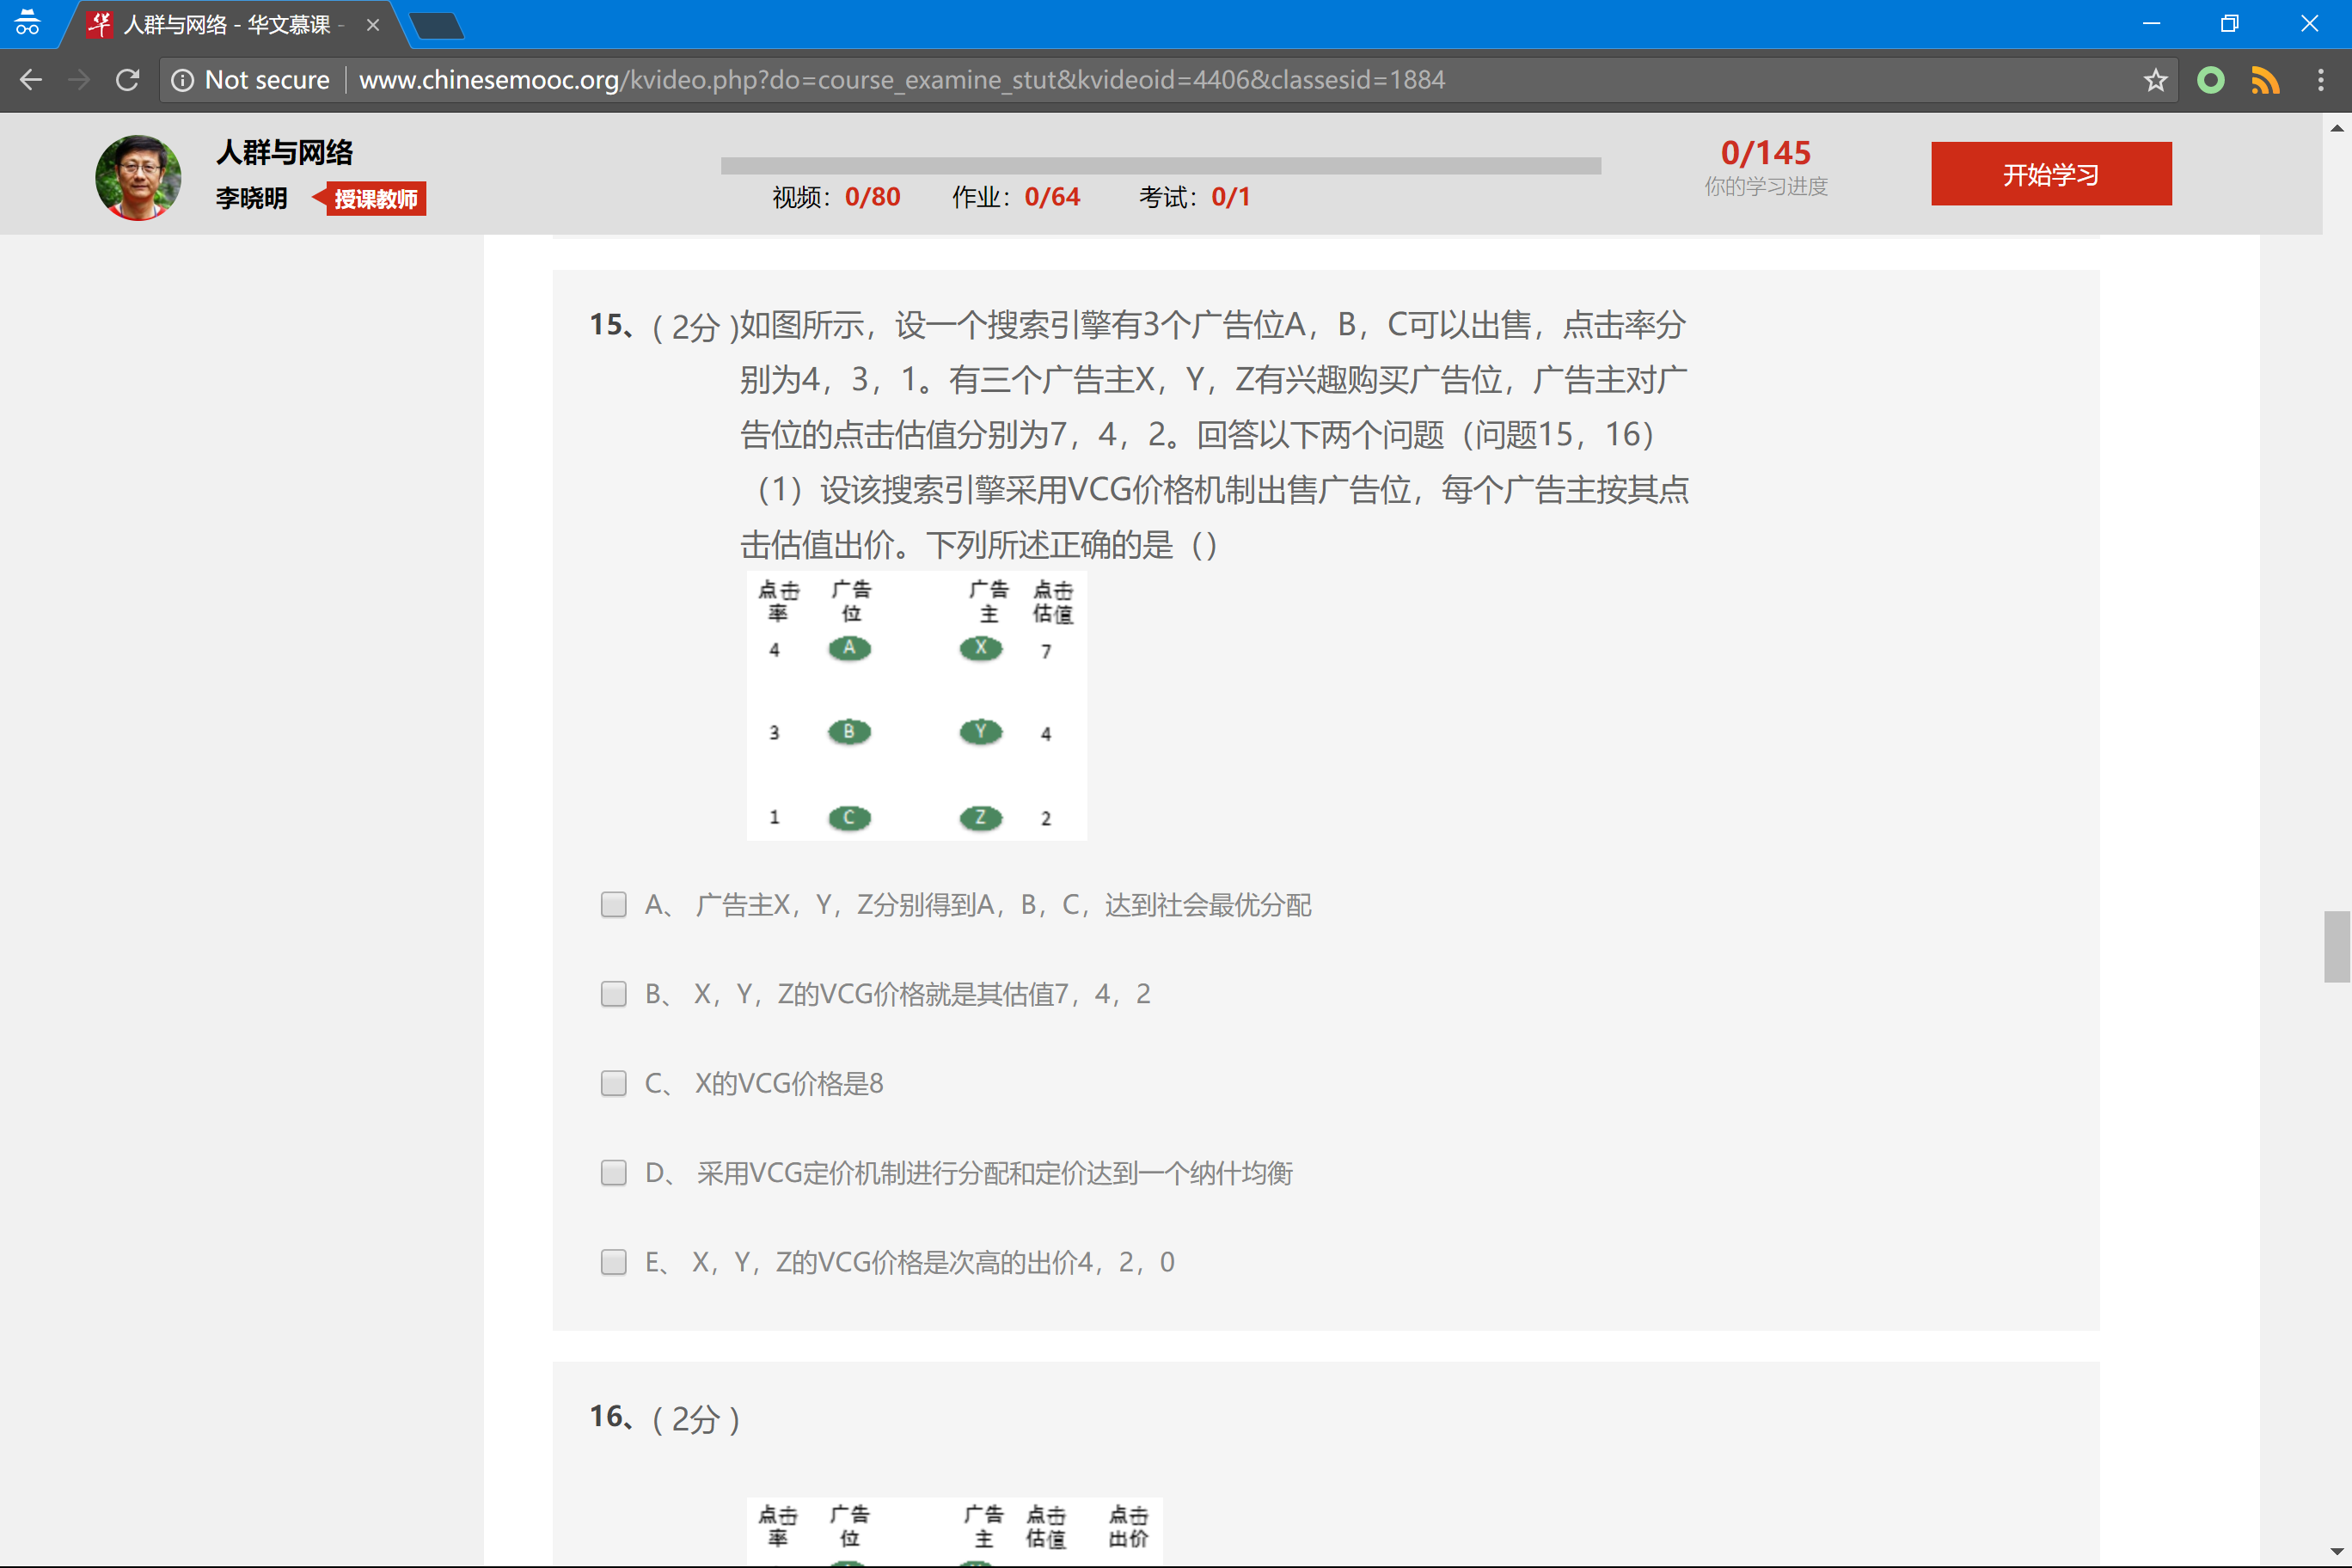 人群与网络 - 华文慕课 -
Not secure www.chinesemooc.org/kvideo.php?do=course_examine_stut&kvideoid=4406&classesid=1884
人群与网络
李晓明 授课教师
视频：0/80 作业：0/64 考试：0/1
0/145
你的学习进度
开始学习
15、( 2分 )如图所示，设一个搜索引擎有3个广告位A，B，C可以出售，点击率分
别为4，3，1。有三个广告主X，Y，Z有兴趣购买广告位，广告主对广
告位的点击估值分别为7，4，2。回答以下两个问题（问题15，16）
（1）设该搜索引擎采用VCG价格机制出售广告位，每个广告主按其点
击估值出价。下列所述正确的是（）
点击 广告 广告 点击
率 位 主 估值
4 A X 7
3 B Y 4
1 C Z 2
A、 广告主X，Y，Z分别得到A，B，C，达到社会最优分配
B、 X，Y，Z的VCG价格就是其估值7，4，2
C、 X的VCG价格是8
D、 采用VCG定价机制进行分配和定价达到一个纳什均衡
E、 X，Y，Z的VCG价格是次高的出价4，2，0
16、( 2分 )
点击 广告 广告 点击 点击
率 位 主 估值 出价